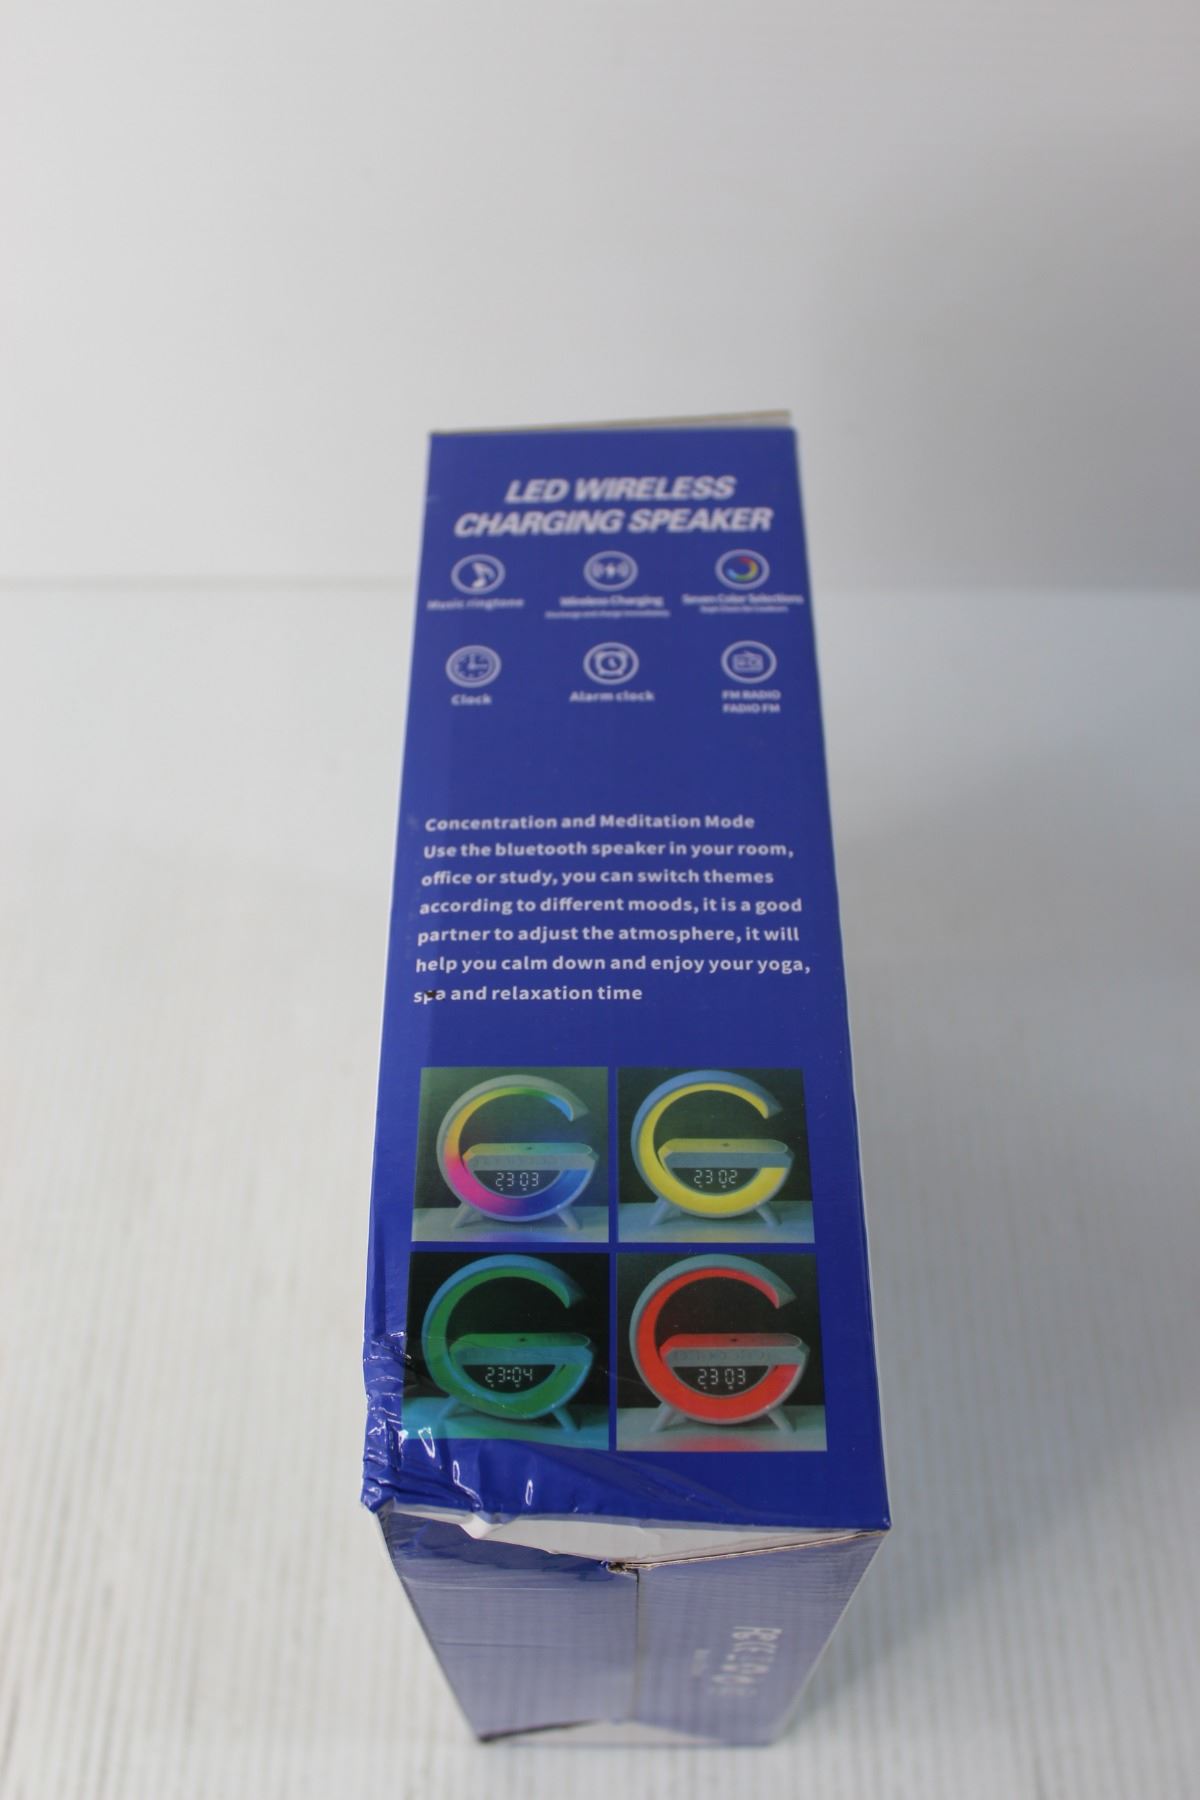 LED WIRELESS
CHARGING SPEAKER
Music ringtone
Wireless Charging
Seven Color Selections
Clock
Alarm clock
FM RADIO
FADIO FM
Concentration and Meditation Mode
Use the bluetooth speaker in your room,
office or study, you can switch themes
according to different moods, it is a good
partner to adjust the atmosphere, it will
help you calm down and enjoy your yoga,
spa and relaxation time
23 03
23 02
23:04
23 03